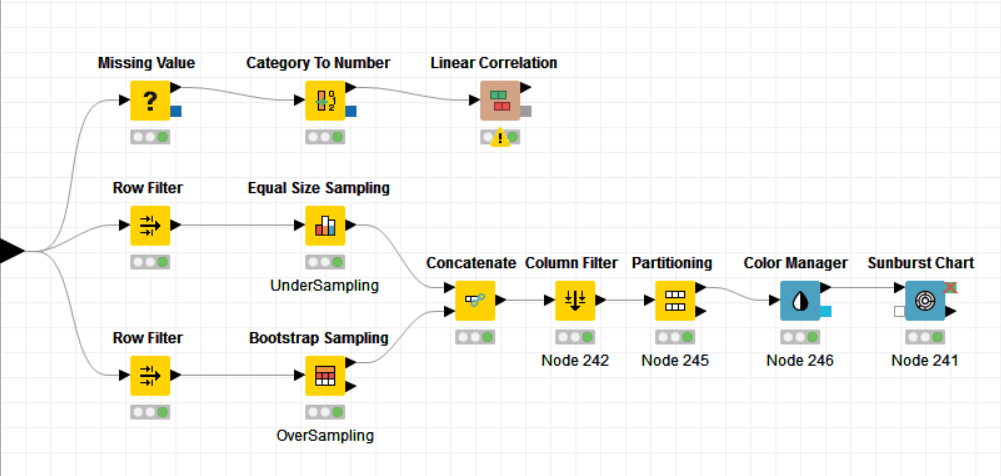 Missing Value
Category To Number
Linear Correlation
Row Filter
Equal Size Sampling
UnderSampling
Concatenate
Column Filter
Partitioning
Color Manager
Sunburst Chart
Node 242
Node 245
Node 246
Node 241
Row Filter
Bootstrap Sampling
OverSampling